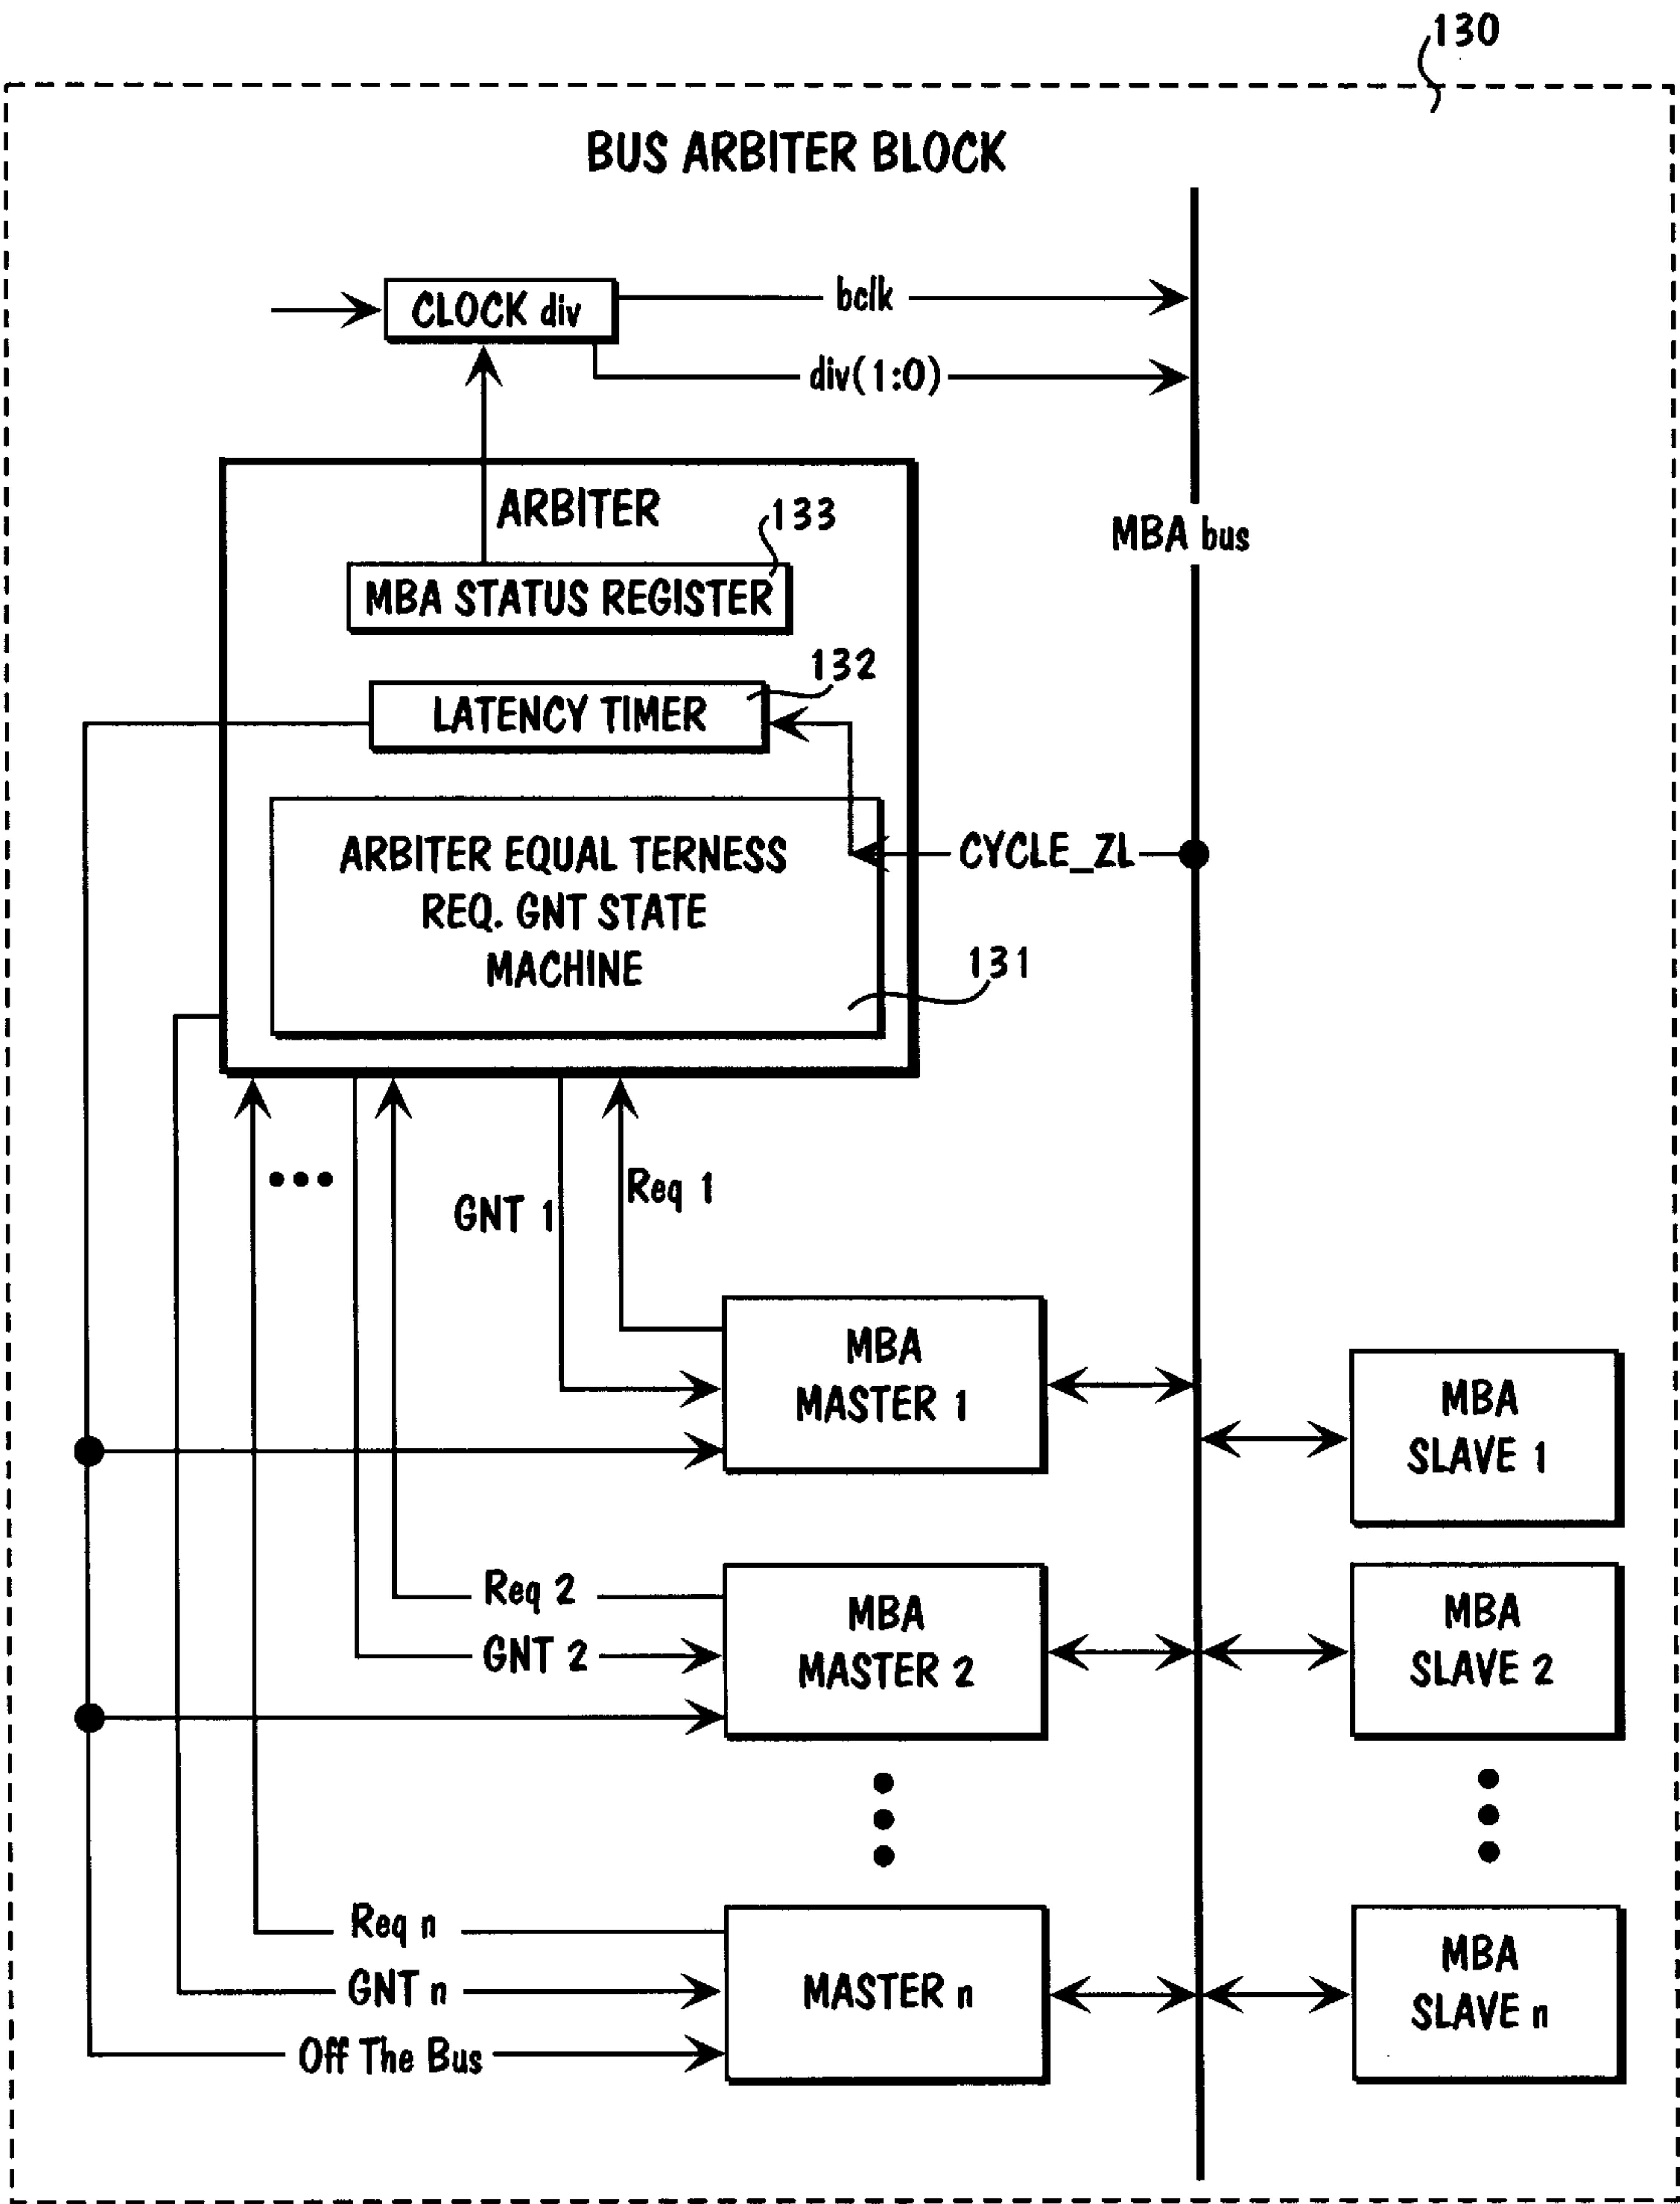 130
BUS ARBITER BLOCK
CLOCK div
bclk
div(1:0)
ARBITER
133
MBA bus
MBA STATUS REGISTER
132
LATENCY TIMER
ARBITER EQUAL TERNESS
REQ. GNT STATE
MACHINE
CYCLE_ZL
131
GNT 1
Req 1
MBA
MASTER 1
MBA
SLAVE 1
Req 2
GNT 2
MBA
MASTER 2
MBA
SLAVE 2
Req n
GNT n
Off The Bus
MASTER n
MBA
SLAVE n